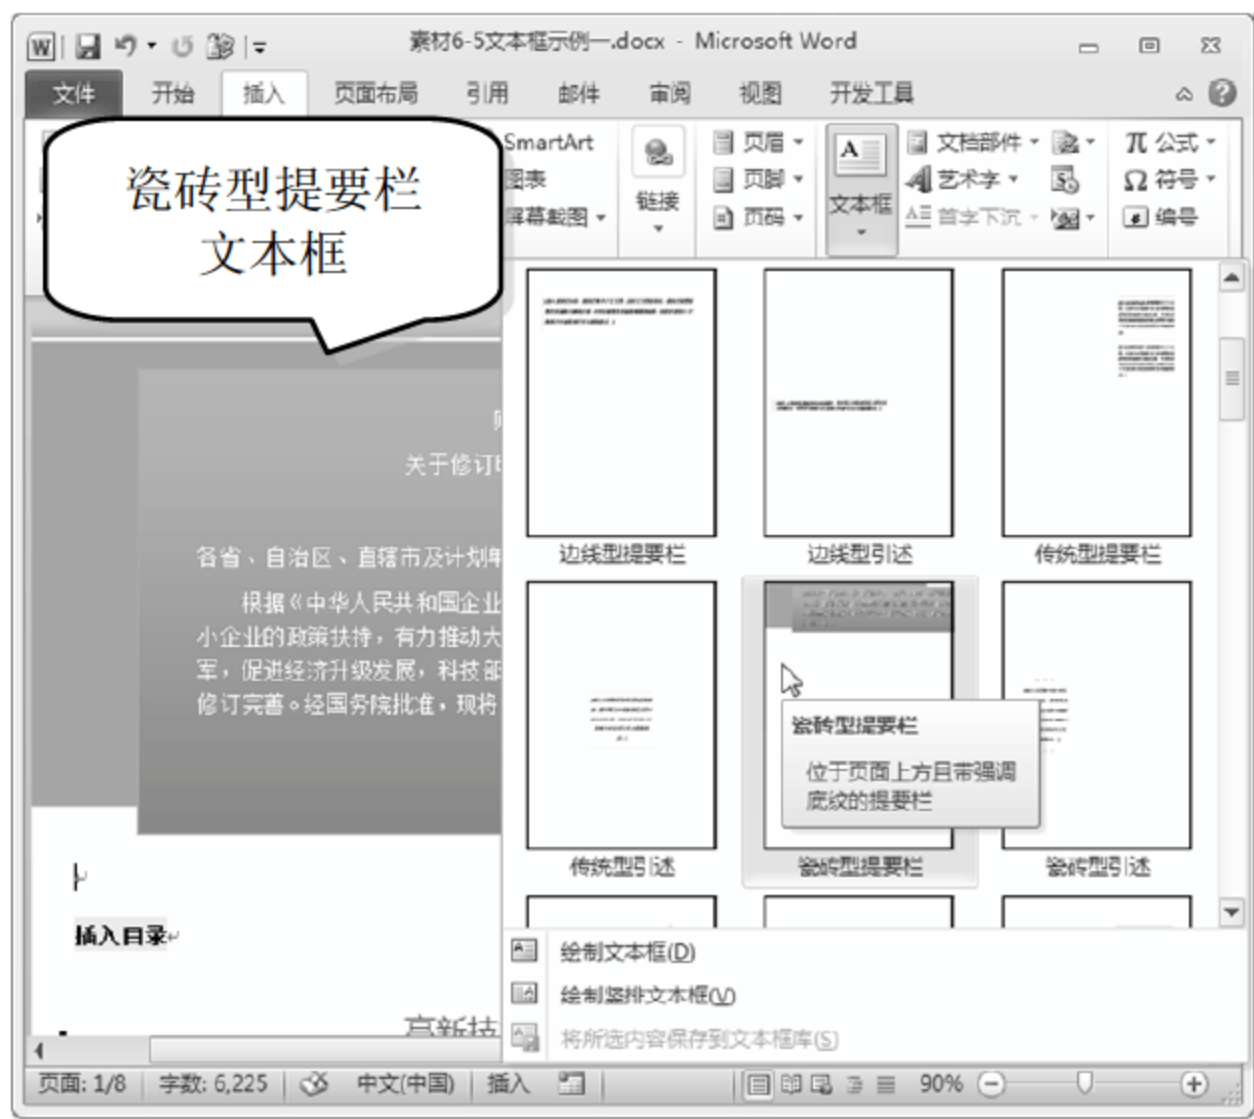 素材6-5文本框示例一.docx - Microsoft Word
文件 开始 插入 页面布局 引用 邮件 审阅 视图 开发工具
瓷砖型提要栏
文本框
SmartArt
图表
屏幕截图
链接
页眉
页脚
页码
文本框
文档部件
艺术字
首字下沉
π 公式
Ω 符号
# 编号
关于修订
各省、自治区、直辖市及计划单
根据《中华人民共和国企业
小企业的政策扶持，有力推动大
军，促进经济升级发展，科技部
修订完善。经国务院批准，现将
插入目录
高新技
边线型提要栏 边线型引述 传统型提要栏
传统型引述 瓷砖型提要栏 瓷砖型引述
瓷砖型提要栏
位于页面上方且带强调
底纹的提要栏
绘制文本框(D)
绘制竖排文本框(V)
将所选内容保存到文本框库(S)
页面: 1/8 字数: 6,225 中文(中国) 插入 90%